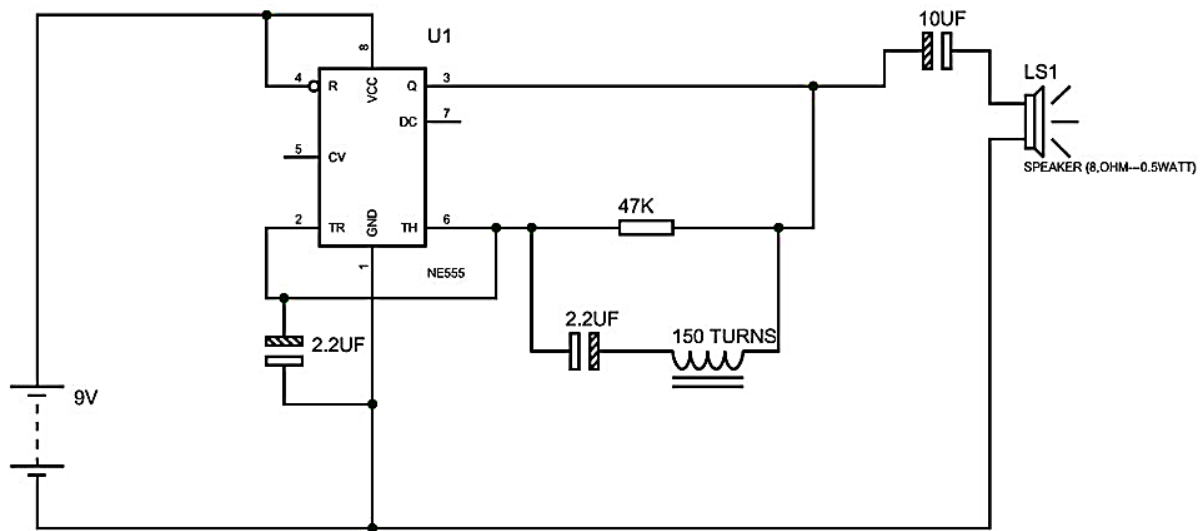 10UF
U1
LS1
8
4
R
VCC
Q
3
DC
7
5
CV
SPEAKER (8,OHM---0.5WATT)
47K
2
TR
GND
TH
6
1
NE555
2.2UF
150 TURNS
2.2UF
9V